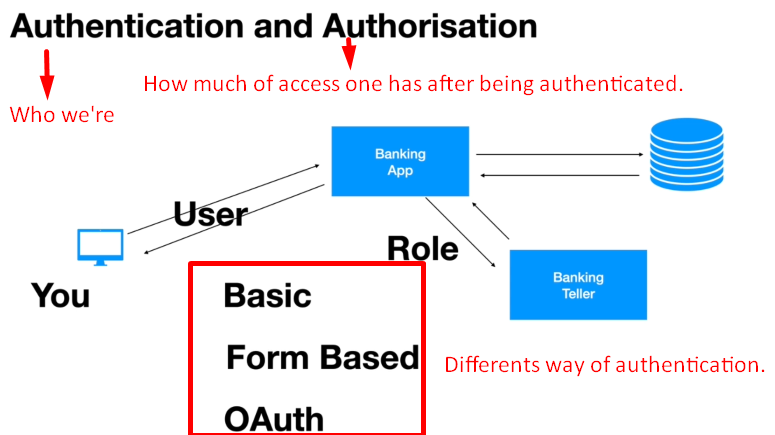 Authentication and Authorisation
How much of access one has after being authenticated.
Who we're
Banking
App
User
Role
You
Banking
Teller
Basic
Form Based
Differents way of authentication.
OAuth